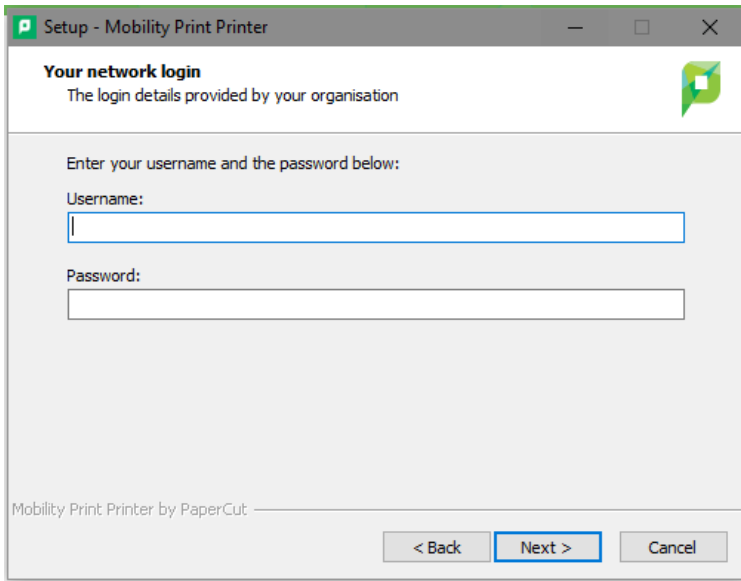 Setup - Mobility Print Printer
Your network login
The login details provided by your organisation
Enter your username and the password below:
Username:
Password:
Mobility Print Printer by PaperCut
< Back Next > Cancel